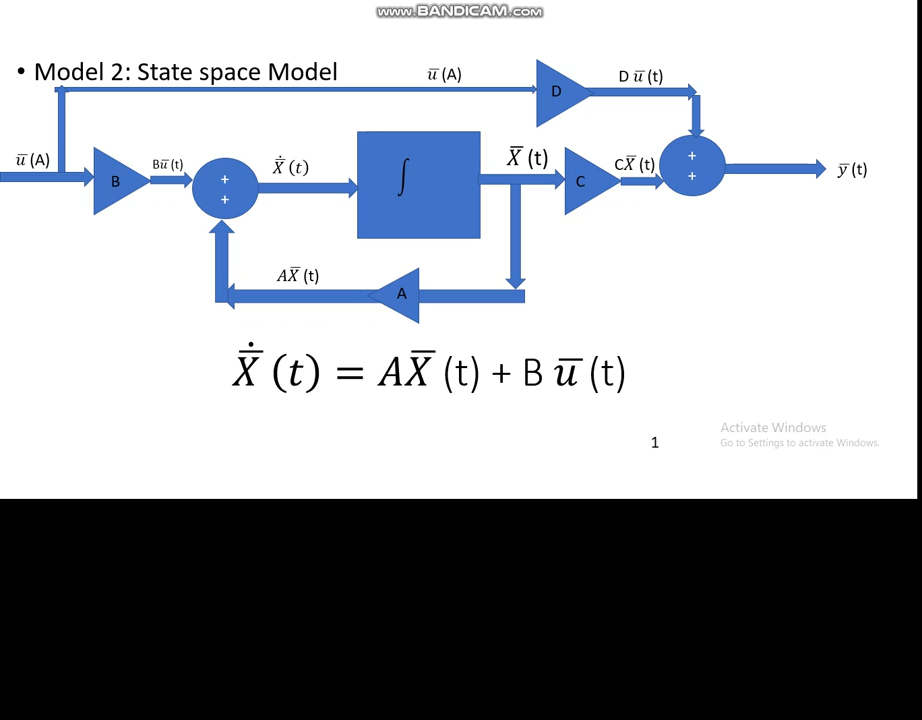 www.BANDICAM.com
• Model 2: State space Model
u̅ (A)
D
D u̅ (t)
u̅ (A)
B
Bu̅ (t)
+
+
Ẋ̅ (t)
∫
X̅ (t)
C
CX̅ (t)
+
+
y̅ (t)
AX̅ (t)
A
Ẋ̅ (t) = AX̅ (t) + B u̅ (t)
1
Activate Windows
Go to Settings to activate Windows.